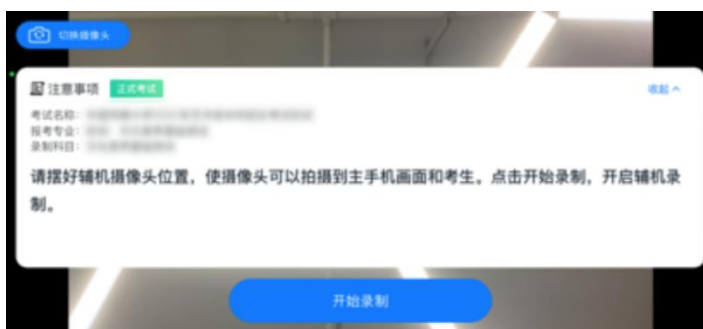 切换摄像头
注意事项 正式考试 收起
考试名称：
报考专业：
录制科目：
请摆好辅机摄像头位置，使摄像头可以拍摄到主手机画面和考生。点击开始录制，开启辅机录
制。
开始录制